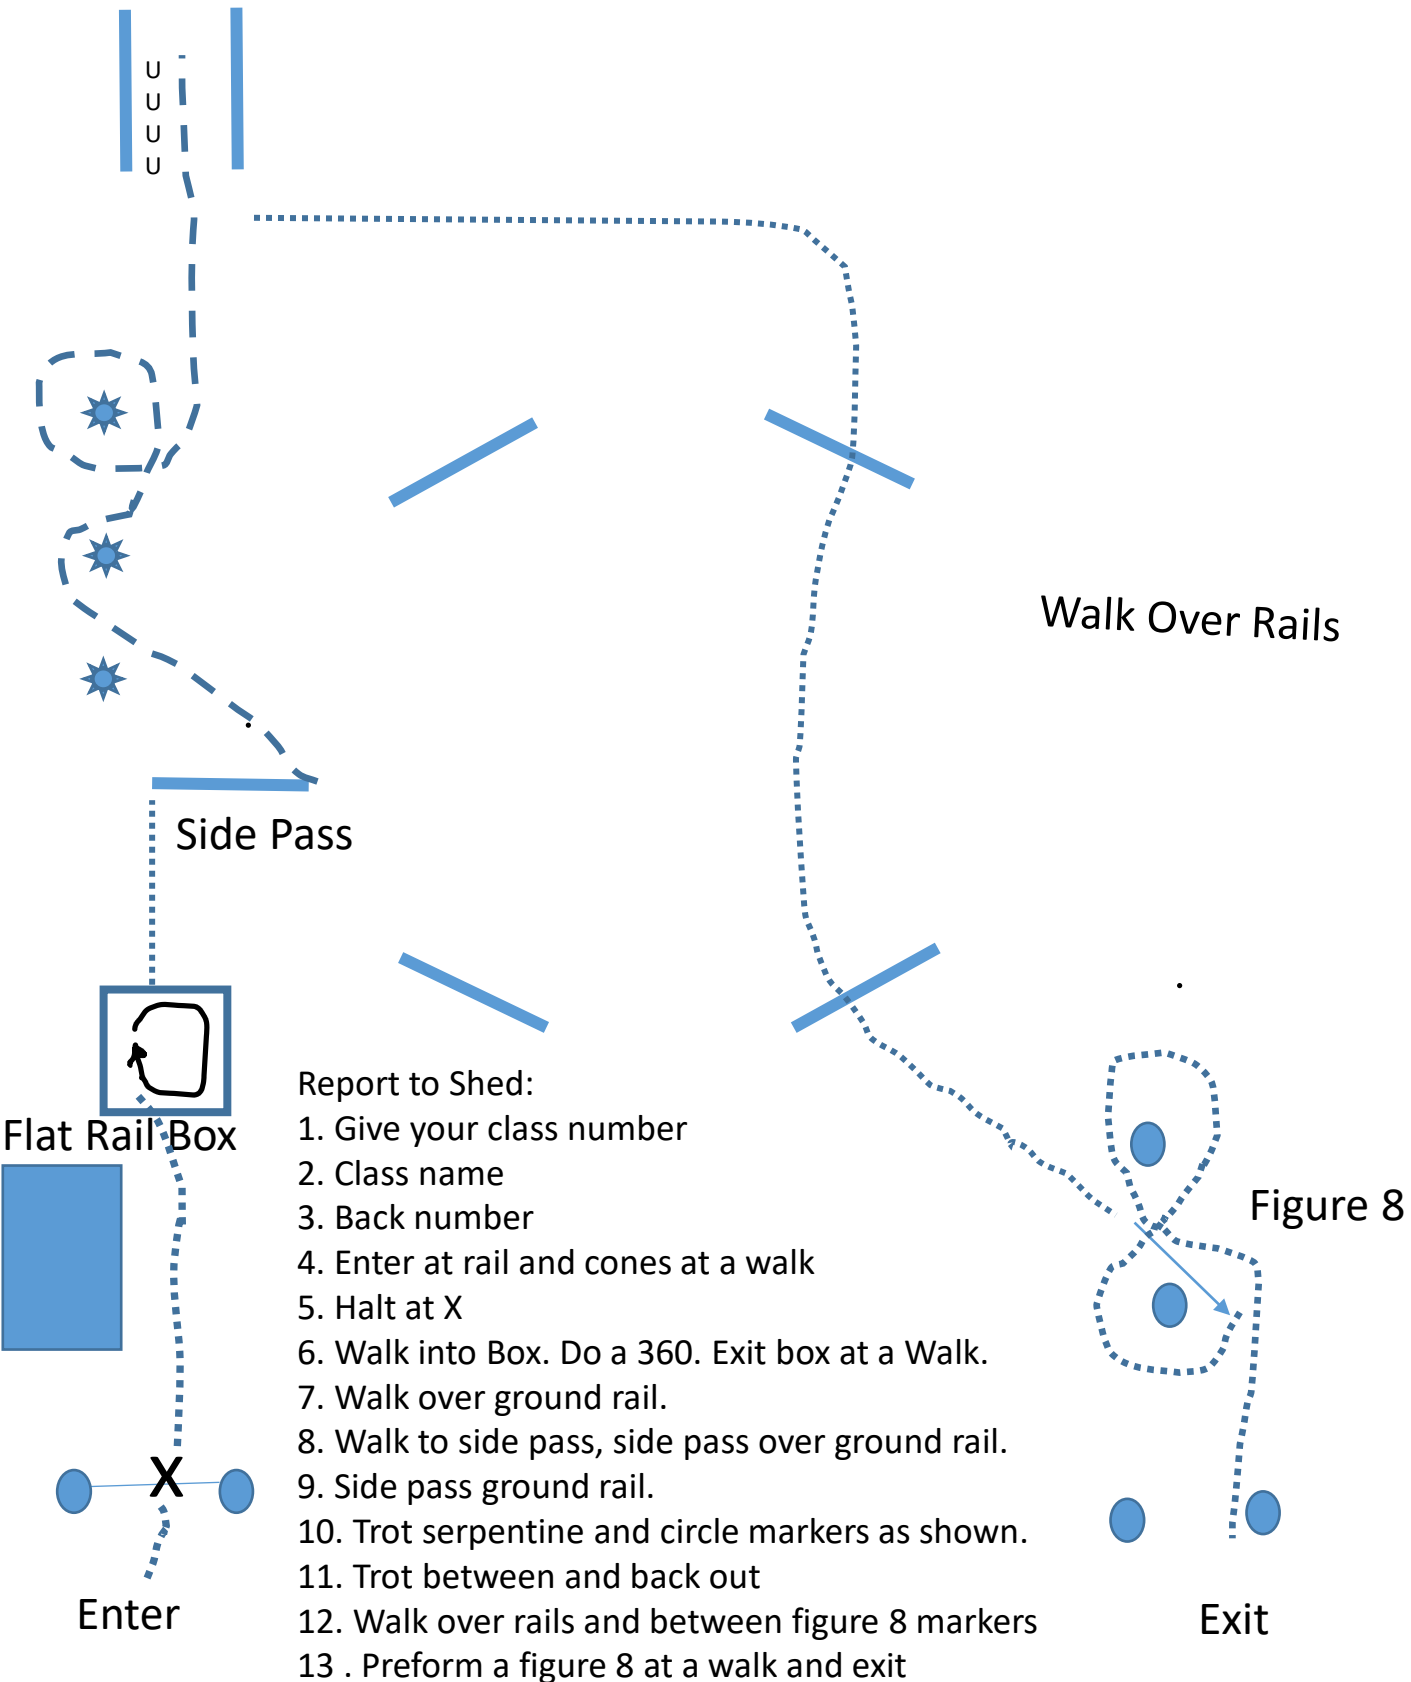 U
U
U
U
Walk Over Rails
Side Pass
Flat Rail Box
Figure 8
X
Enter
Exit
Report to Shed:
1. Give your class number
2. Class name
3. Back number
4. Enter at rail and cones at a walk
5. Halt at X
6. Walk into Box. Do a 360. Exit box at a Walk.
7. Walk over ground rail.
8. Walk to side pass, side pass over ground rail.
9. Side pass ground rail.
10. Trot serpentine and circle markers as shown.
11. Trot between and back out
12. Walk over rails and between figure 8 markers
13 . Preform a figure 8 at a walk and exit